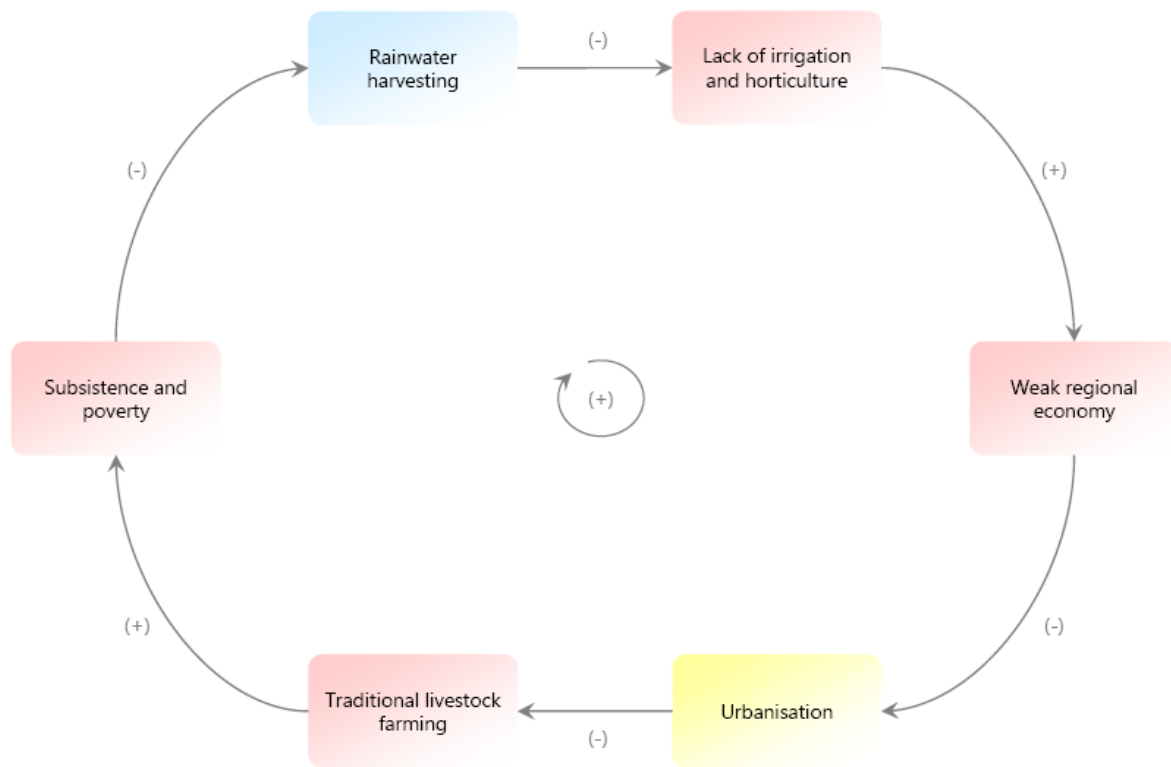 Rainwater
harvesting
(-)
Lack of irrigation
and horticulture
(-)
(+)
Subsistence and
poverty
(+)
Weak regional
economy
(+)
(-)
Traditional livestock
farming
(-)
Urbanisation